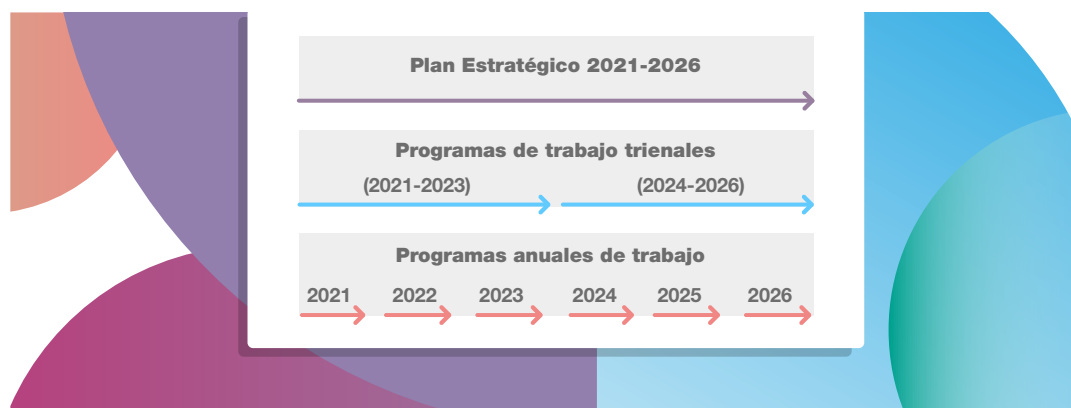 Plan Estratégico 2021-2026
Programas de trabajo trienales
(2021-2023) (2024-2026)
Programas anuales de trabajo
2021 2022 2023 2024 2025 2026